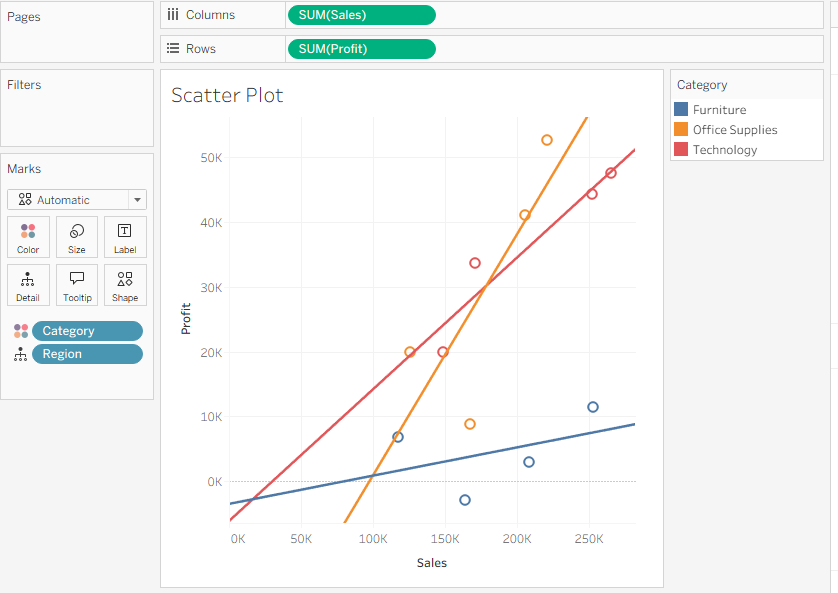 Pages
Columns
SUM(Sales)
Rows
SUM(Profit)
Filters
Marks
Automatic
Color
Size
Label
Detail
Tooltip
Shape
Category
Region
Scatter Plot
Profit
50K
40K
30K
20K
10K
0K
0K 50K 100K 150K 200K 250K
Sales
Category
Furniture
Office Supplies
Technology